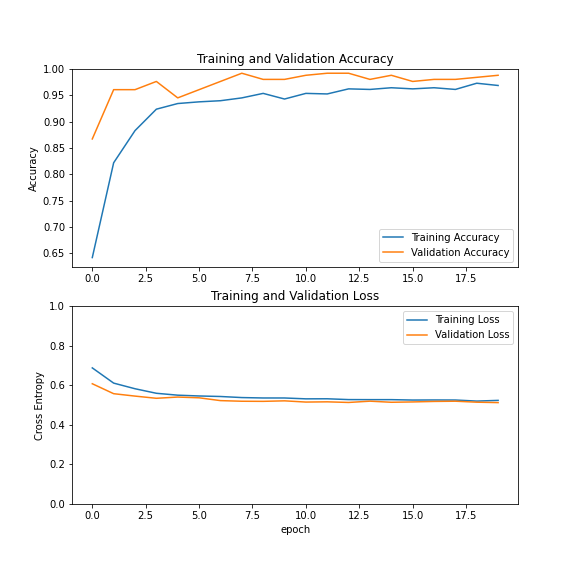 Training and Validation Accuracy
1.00
0.95
0.90
0.85
0.80
0.75
0.70
0.65
Accuracy
Training Accuracy
Validation Accuracy
0.0 2.5 5.0 7.5 10.0 12.5 15.0 17.5
Training and Validation Loss
1.0
0.8
0.6
0.4
0.2
0.0
Cross Entropy
Training Loss
Validation Loss
0.0 2.5 5.0 7.5 10.0 12.5 15.0 17.5
epoch